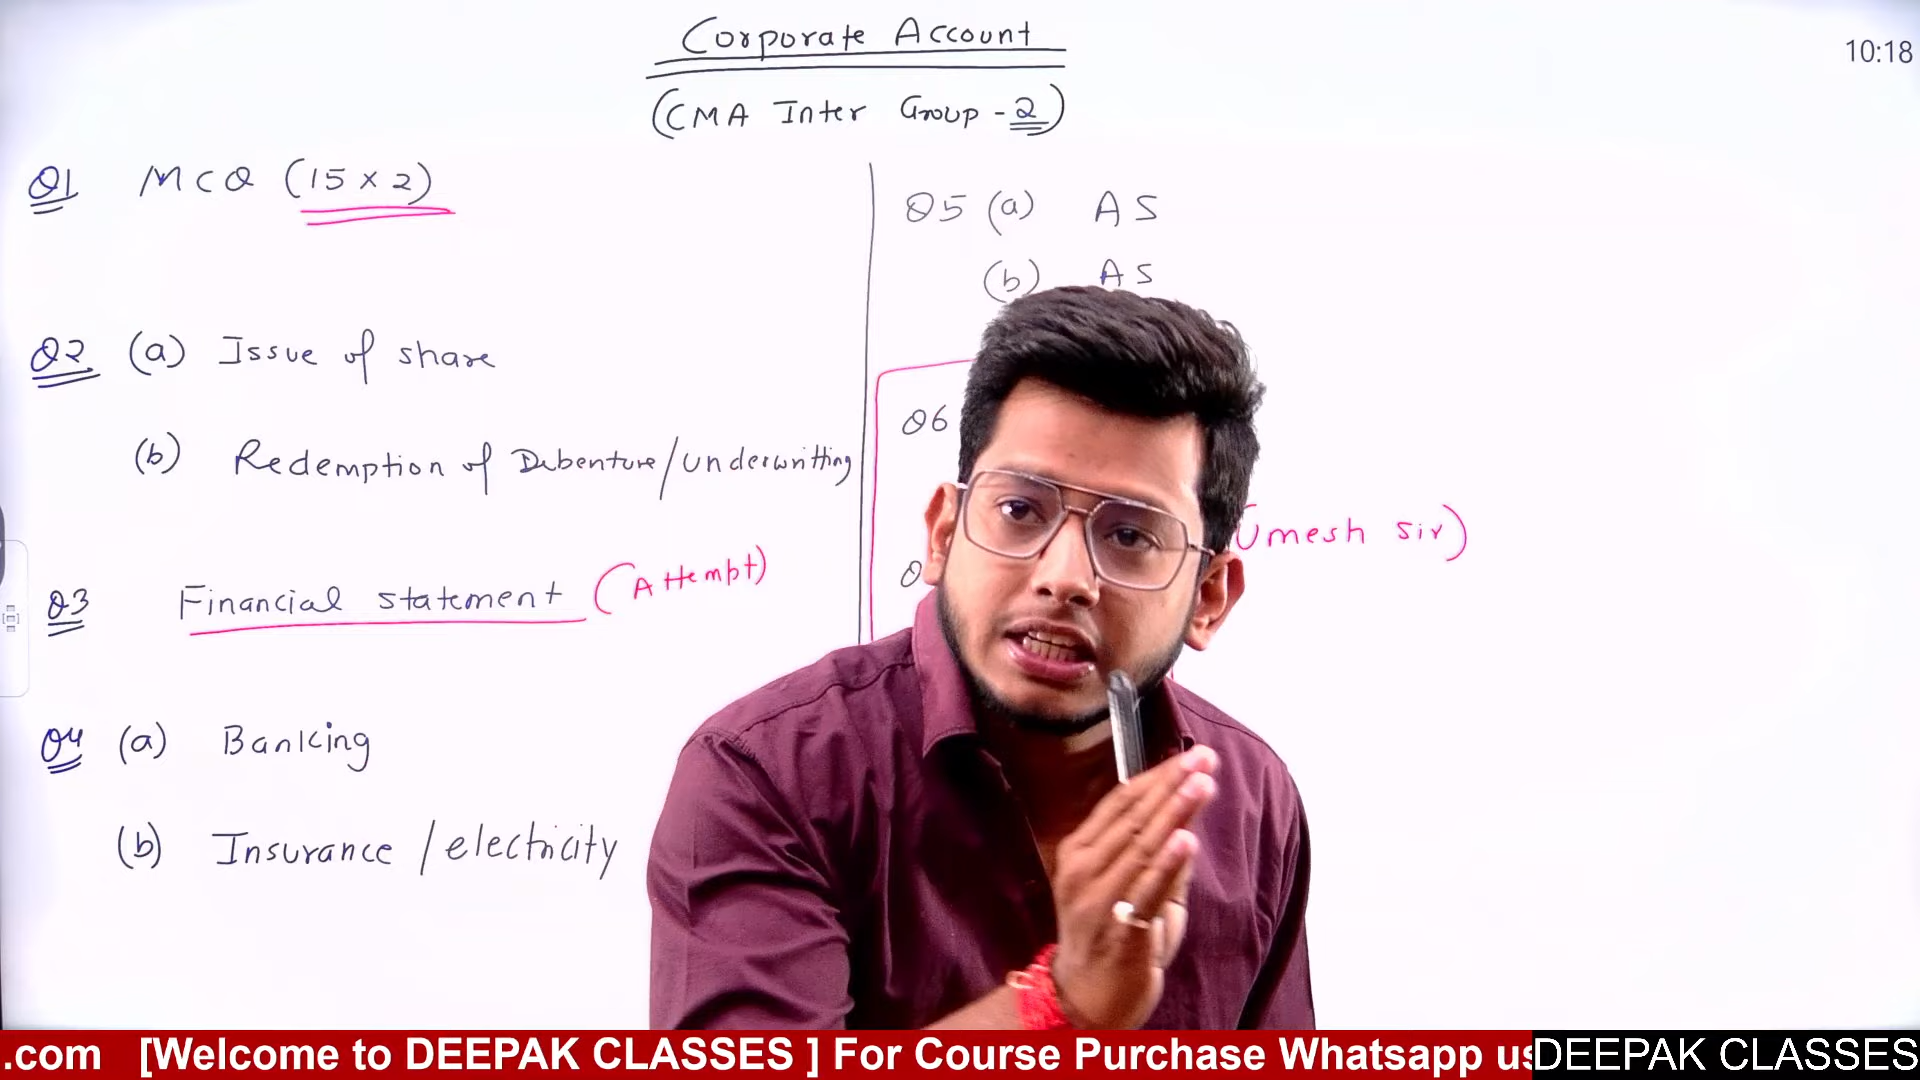 Corporate Account
(CMA Inter Group - 2)
10:18
Q1 MCQ (15 x 2)
Q2 (a) Issue of share
(b) Redemption of Debenture/underwritting
Q3 Financial statement (Attempt)
Q4 (a) Banking
(b) Insurance / electricity
Q5 (a) AS
(b) AS
Q6
(Umesh sir)
.com [Welcome to DEEPAK CLASSES ] For Course Purchase Whatsapp us
DEEPAK CLASSES